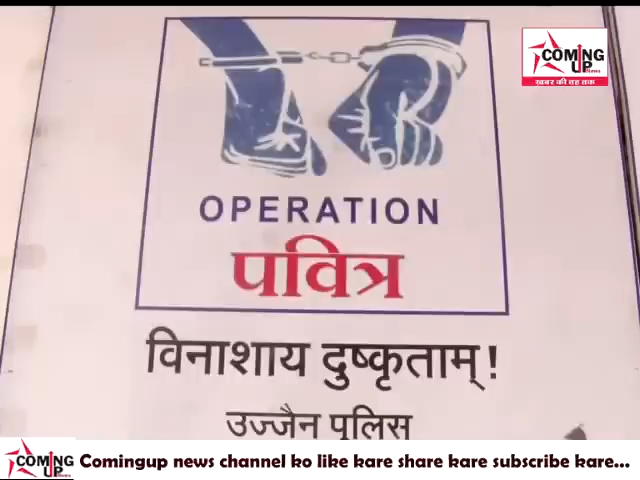 COMING
UP News
खबर की तह तक
OPERATION
पवित्र
विनाशाय दुष्कृताम्!
उज्जैन पुलिस
COMING
UP
Comingup news channel ko like kare share kare subscribe kare...